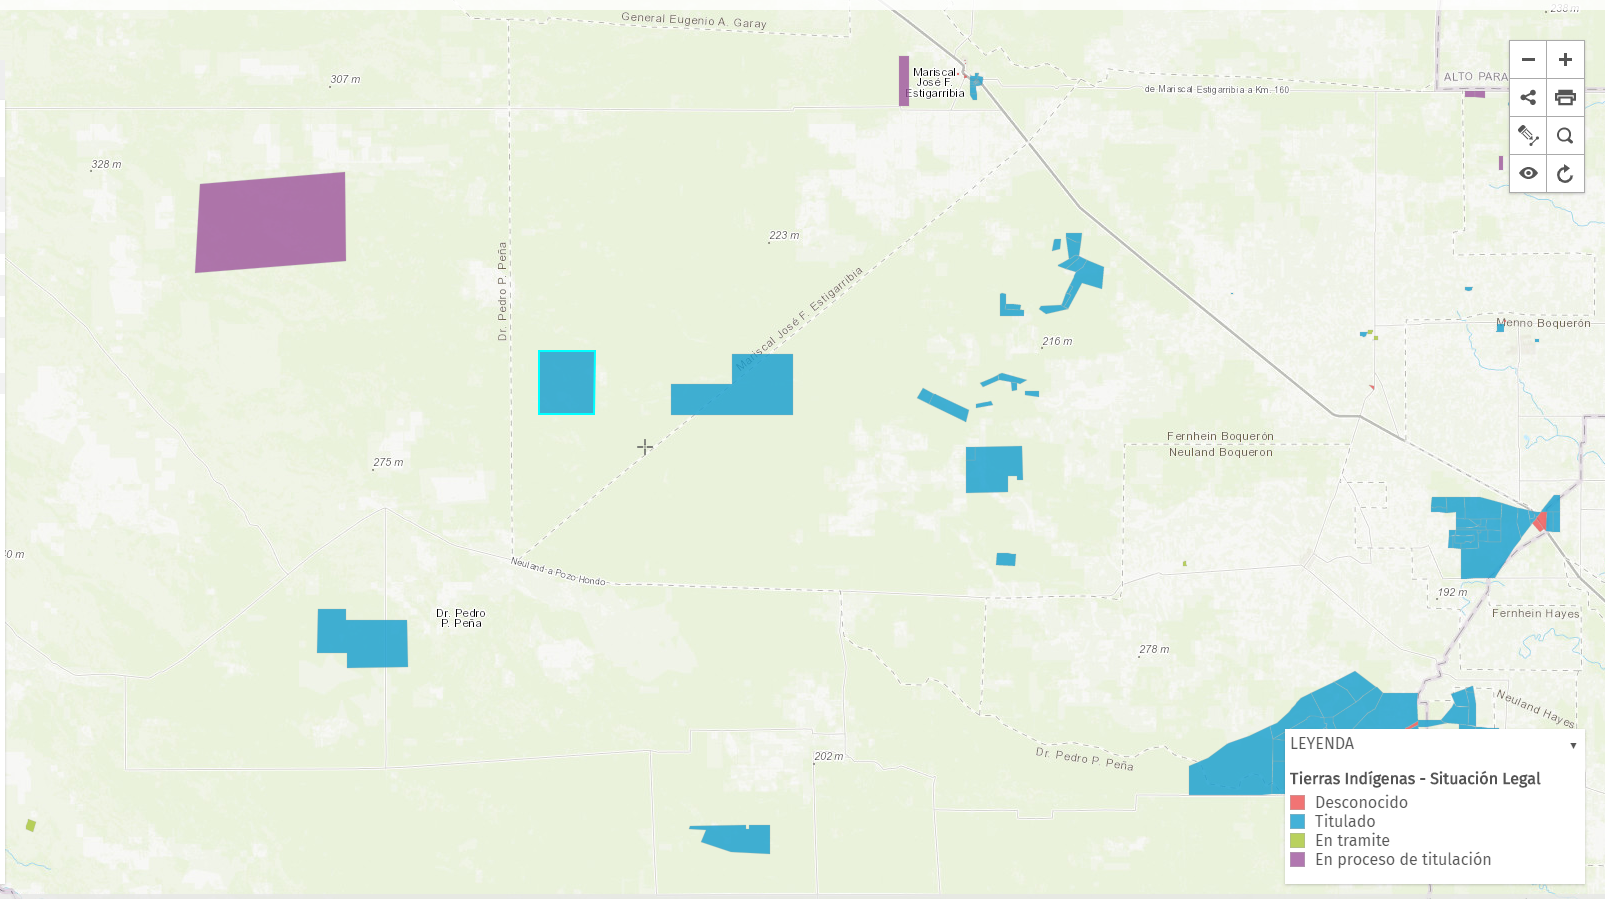 238 m
General Eugenio A. Garay
307 m
Mariscal
José F.
Estigarribia
de Mariscal Estigarribia a Km. 160
ALTO PARA
328 m
223 m
Dr. Pedro P. Peña
Mariscal José F. Estigarribia
216 m
Menno Boquerón
Fernhein Boquerón
Neuland Boqueron
275 m
0 m
Neuland a Pozo Hondo
192 m
Dr. Pedro
P. Peña
Fernhein Hayes
278 m
Neuland Hayes
202 m
Dr. Pedro P. Peña
LEYENDA
Tierras Indígenas - Situación Legal
Desconocido
Titulado
En tramite
En proceso de titulación